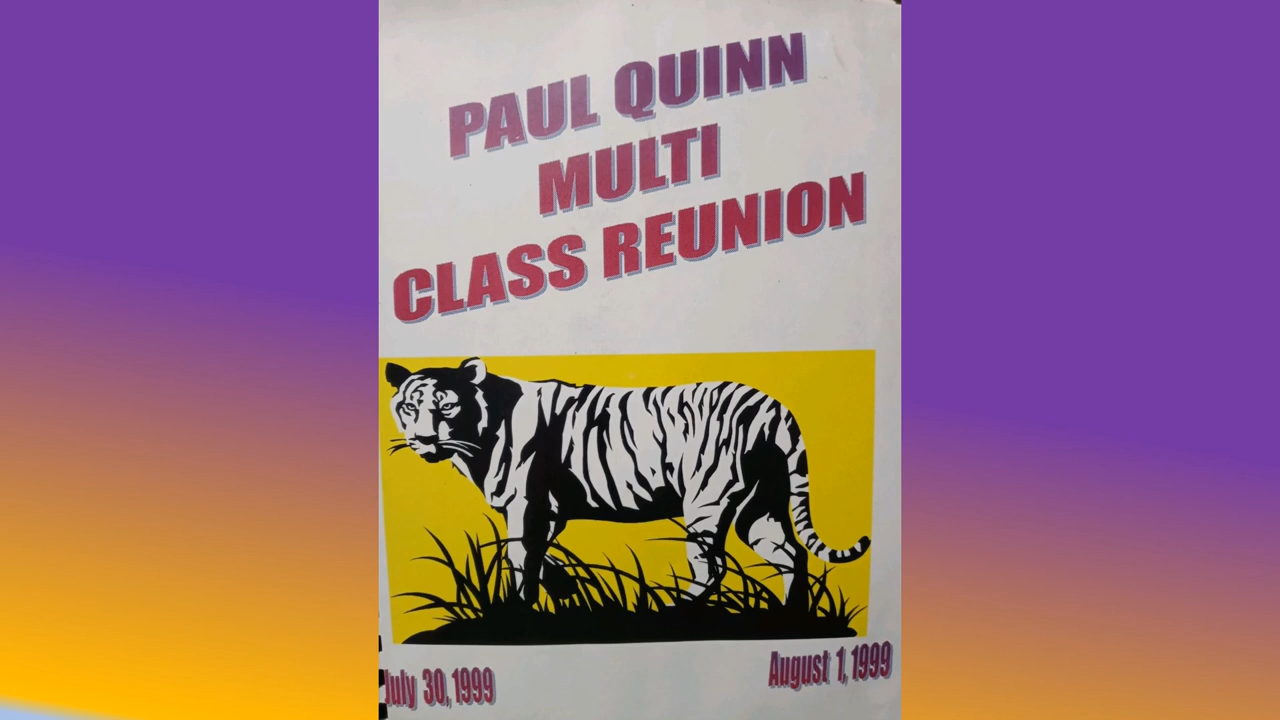 PAUL QUINN
MULTI
CLASS REUNION
July 30, 1999
August 1, 1999